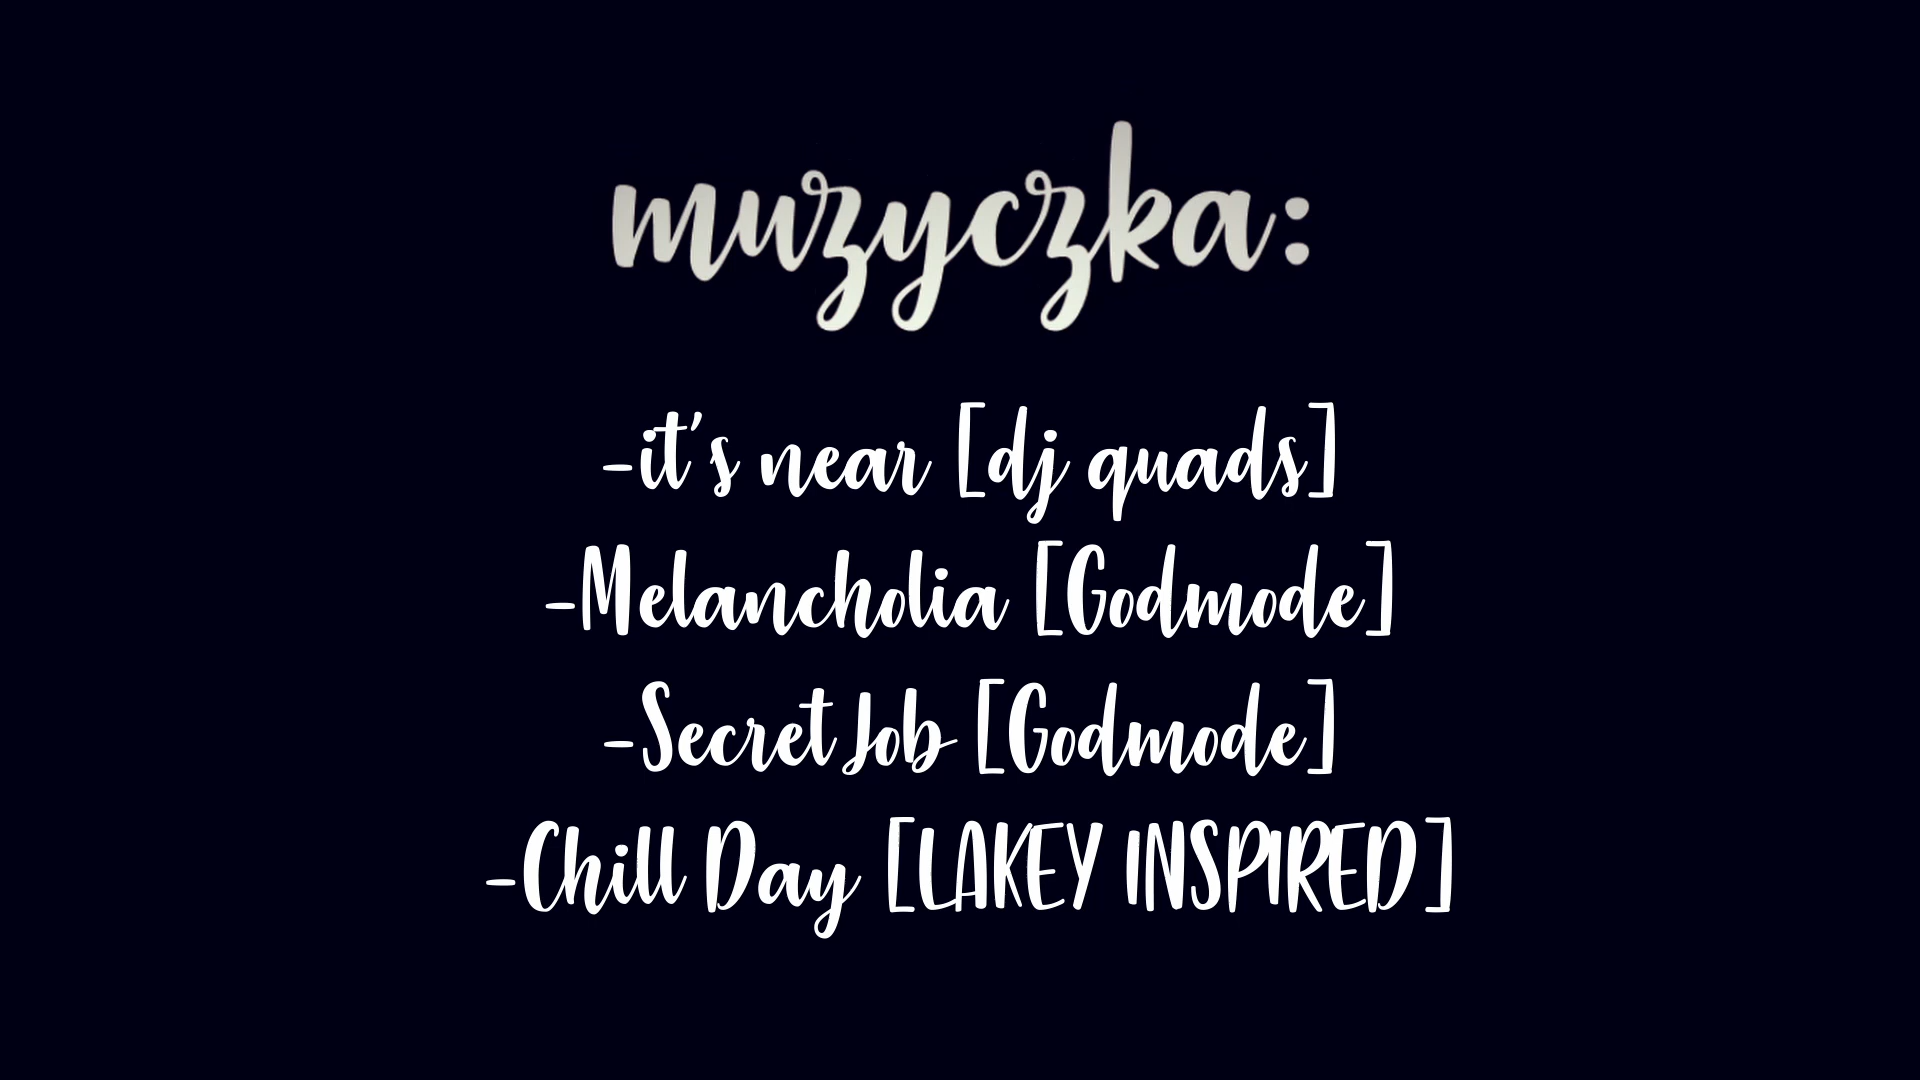 muzyczka:
-it's near [dj quads]
-Melancholia [Godmode]
-Secret Job [Godmode]
-Chill Day [LAKEY INSPIRED]